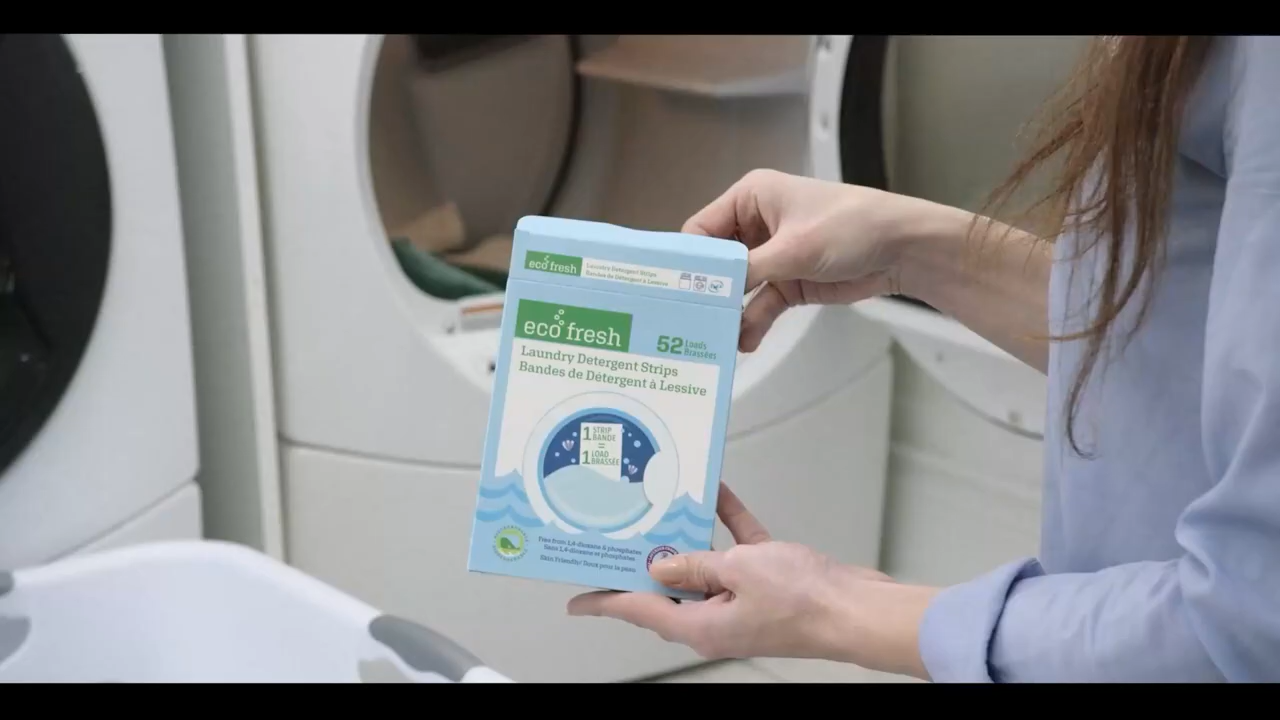 eco fresh
Laundry Detergent Strips
Bandes de Détergent à Lessive
eco fresh
52 Loads
Brassées
Laundry Detergent Strips
Bandes de Détergent à Lessive
1 STRIP
BANDE
=
1 LOAD
BRASSÉE
Free from 1,4-dioxane & phosphates
Sans 1,4-dioxane et phosphates
Skin Friendly! Doux pour la peau